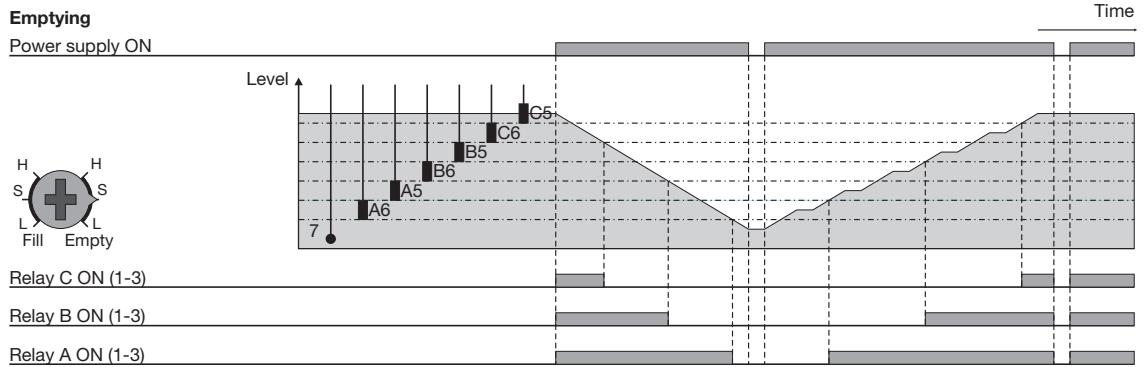 Emptying
Time
Power supply ON
Level
C5
C6
B5
B6
A5
A6
7
H H
S S
L L
Fill Empty
Relay C ON (1-3)
Relay B ON (1-3)
Relay A ON (1-3)